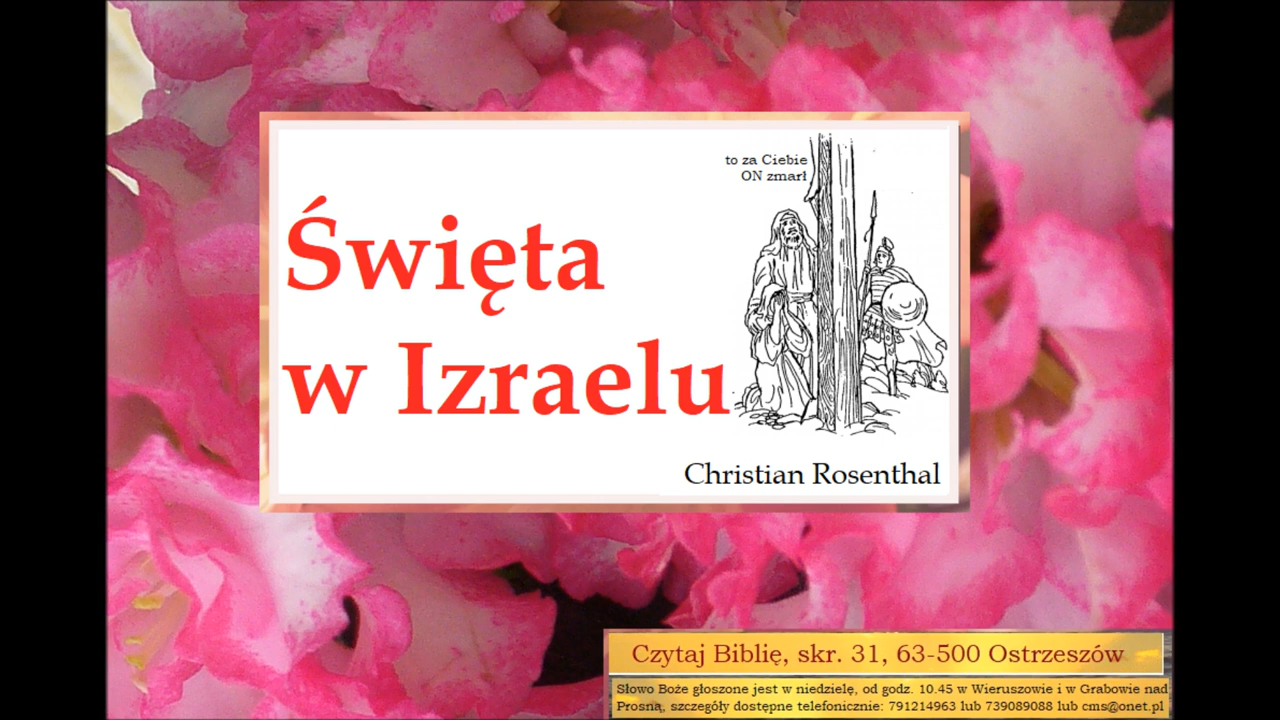 to za Ciebie
ON zmarł
Święta
w Izraelu
Christian Rosenthal
Czytaj Biblię, skr. 31, 63-500 Ostrzeszów
Słowo Boże głoszone jest w niedzielę, od godz. 10.45 w Wieruszowie i w Grabowie nad
Prosną, szczegóły dostępne telefonicznie: 791214963 lub 739089088 lub cms@onet.pl